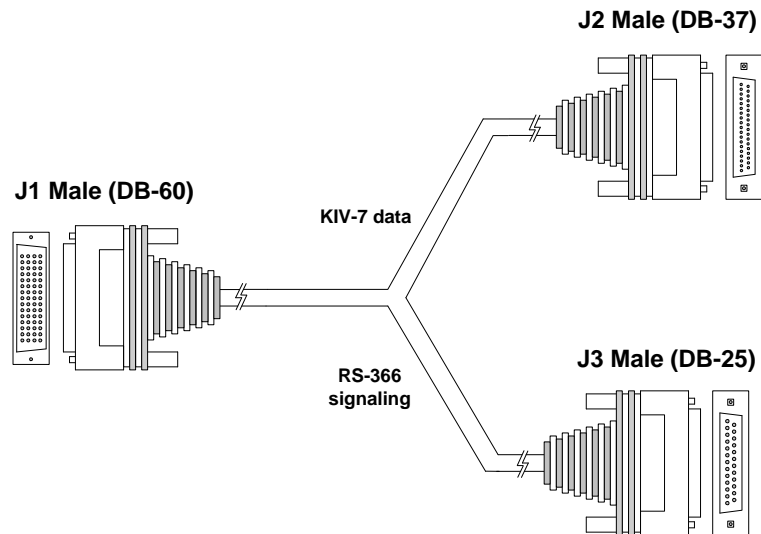 J2 Male (DB-37)
J1 Male (DB-60)
KIV-7 data
J3 Male (DB-25)
RS-366
signaling